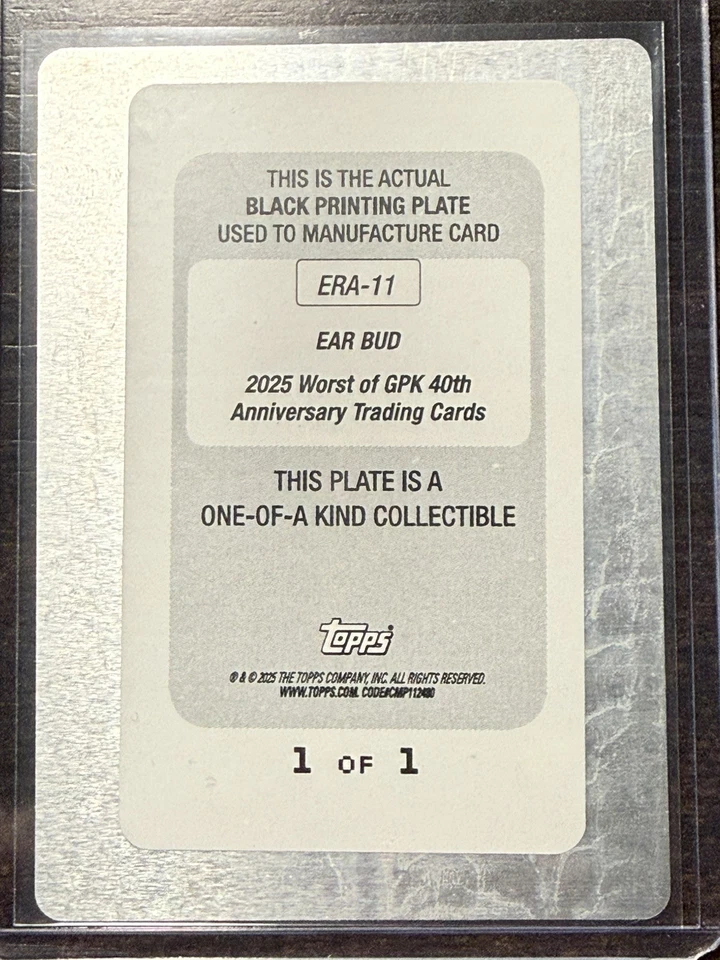 THIS IS THE ACTUAL
BLACK PRINTING PLATE
USED TO MANUFACTURE CARD
ERA-11
EAR BUD
2025 Worst of GPK 40th
Anniversary Trading Cards
THIS PLATE IS A
ONE-OF-A KIND COLLECTIBLE
topps
® & © 2025 THE TOPPS COMPANY, INC. ALL RIGHTS RESERVED.
WWW.TOPPS.COM. CODE#CMP112480
1 OF 1